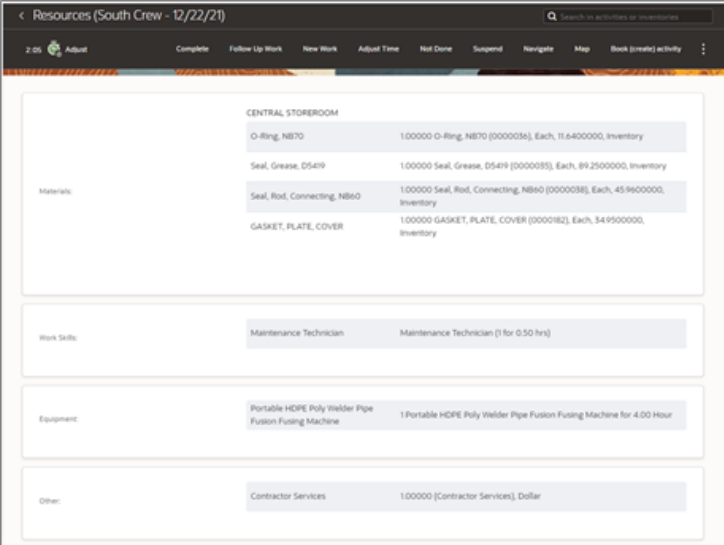 Resources (South Crew - 12/22/21)
Search in activities or inventories
2:05 Adjust Complete Follow Up Work New Work Adjust Time Not Done Suspend Navigate Map Book (create) activity
CENTRAL STOREROOM
Materials:
O-Ring, NB70 1.00000 O-Ring, NB70 (0000036), Each, 11.6400000, Inventory
Seal, Grease, D5419 1.00000 Seal, Grease, D5419 (0000035), Each, 89.2500000, Inventory
Seal, Rod, Connecting, NB60 1.00000 Seal, Rod, Connecting, NB60 (0000038), Each, 45.9600000,
Inventory
GASKET, PLATE, COVER 1.00000 GASKET, PLATE, COVER (0000182), Each, 34.9500000,
Inventory
Work Skills: Maintenance Technician Maintenance Technician (1 for 0.50 hrs)
Equipment: Portable HDPE Poly Welder Pipe
Fusion Fusing Machine 1 Portable HDPE Poly Welder Pipe Fusion Fusing Machine for 4.00 Hour
Other: Contractor Services 1.00000 (Contractor Services), Dollar